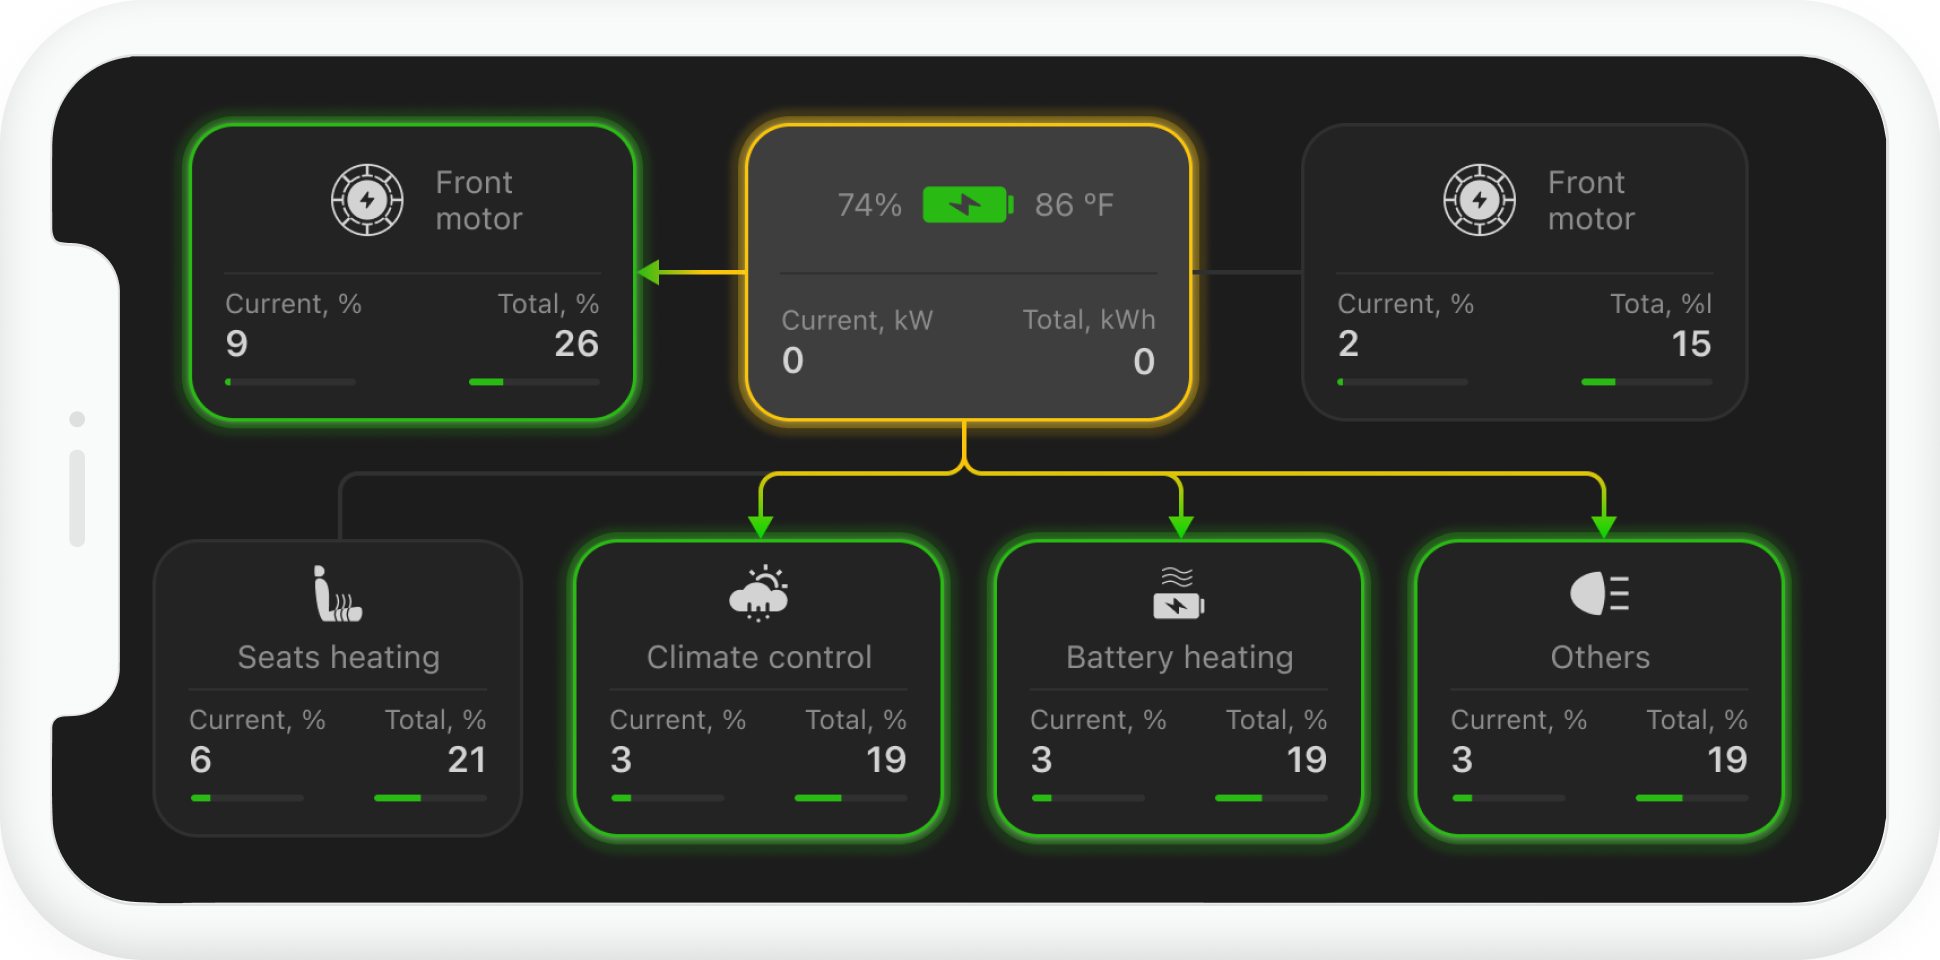 Front
motor
Current, %
Total, %
9
26
74%
86 °F
Current, kW
Total, kWh
0
0
Front
motor
Current, %
Tota, %l
2
15
Seats heating
Current, %
Total, %
6
21
Climate control
Current, %
Total, %
3
19
Battery heating
Current, %
Total, %
3
19
Others
Current, %
Total, %
3
19